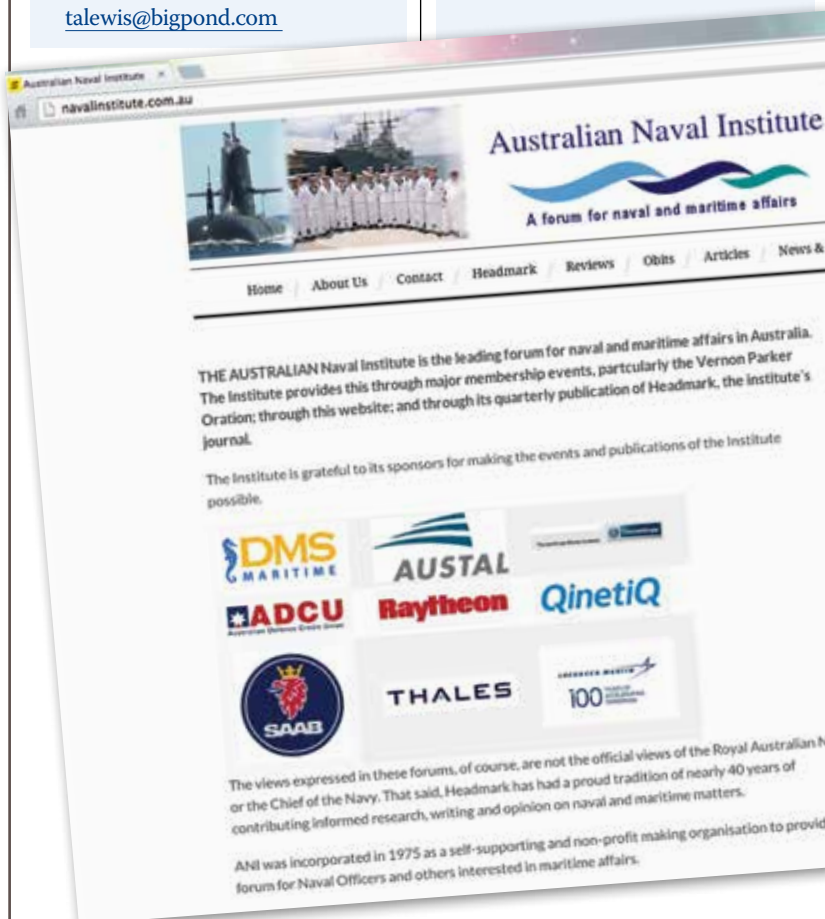 talewis@bigpond.com
Australian Naval Institute
navalinstitute.com.au
Australian Naval Institute
A forum for naval and maritime affairs
Home / About Us / Contact / Headmark / Reviews / Obits / Articles / News &
THE AUSTRALIAN Naval Institute is the leading forum for naval and maritime affairs in Australia.
The Institute provides this through major membership events, partcularly the Vernon Parker
Oration; through this website; and through its quarterly publication of Headmark, the institute's
journal.
The Institute is grateful to its sponsors for making the events and publications of the Institute
possible.
DMS
MARITIME
AUSTAL
ADCU
Australian Defence Credit Union
Raytheon
QinetiQ
SAAB
THALES
100
The views expressed in these forums, of course, are not the official views of the Royal Australian N
or the Chief of the Navy. That said, Headmark has had a proud tradition of nearly 40 years of
contributing informed research, writing and opinion on naval and maritime matters.
ANI was incorporated in 1975 as a self-supporting and non-profit making organisation to provid
forum for Naval Officers and others interested in maritime affairs.